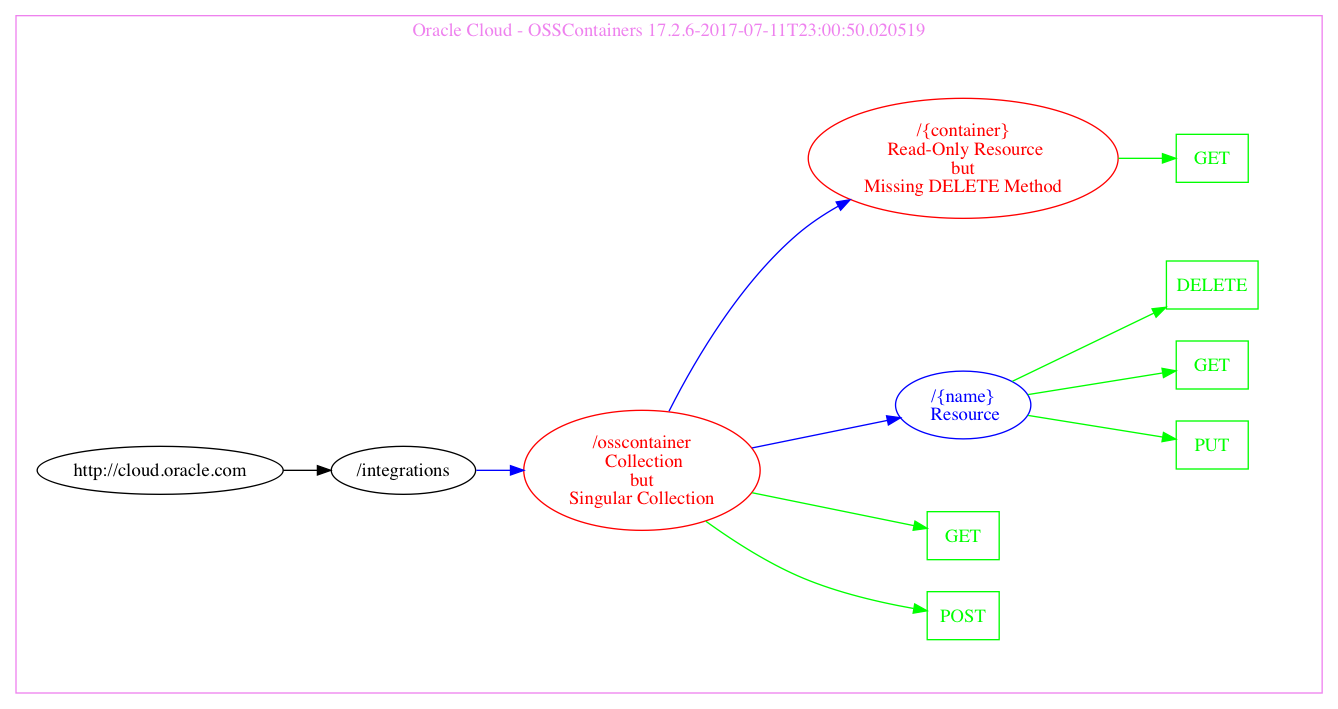 Oracle Cloud - OSSContainers 17.2.6-2017-07-11T23:00:50.020519
/{container}
Read-Only Resource
but
Missing DELETE Method
GET
DELETE
GET
PUT
/{name}
Resource
http://cloud.oracle.com
/integrations
/osscontainer
Collection
but
Singular Collection
GET
POST